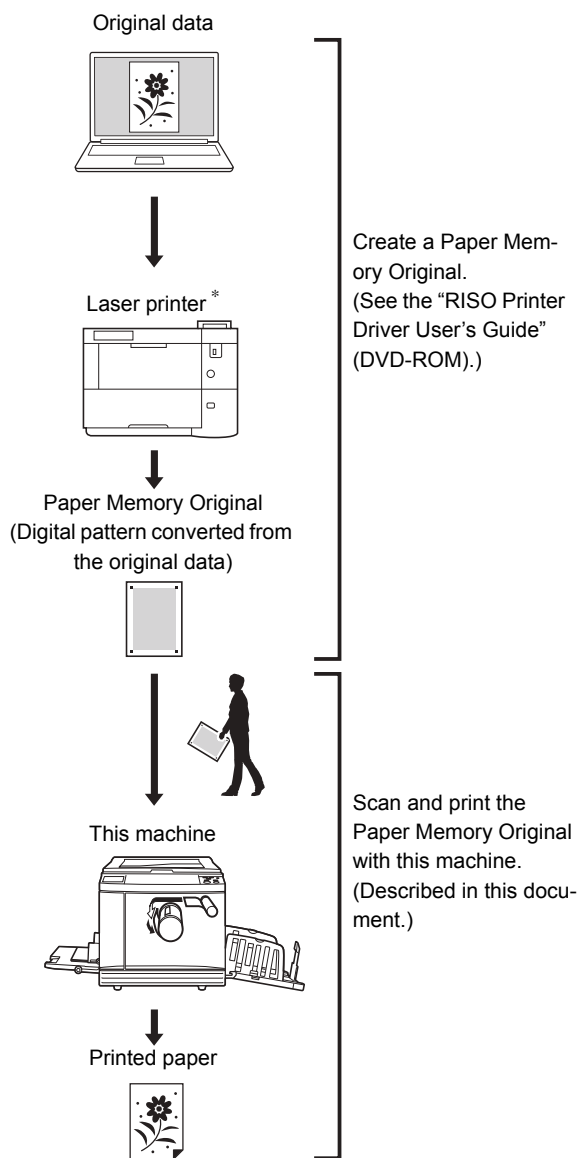 Original data
Laser printer *
Create a Paper Mem-
ory Original.
(See the “RISO Printer
Driver User’s Guide”
(DVD-ROM).)
Paper Memory Original
(Digital pattern converted from
the original data)
This machine
Scan and print the
Paper Memory Original
with this machine.
(Described in this docu-
ment.)
Printed paper